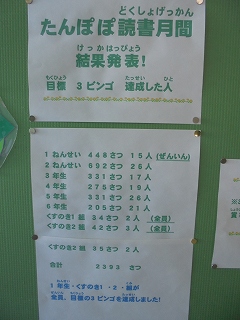 どくしょげっかん
たんぽぽ読書月間
けっかはっぴょう
結果発表!
もくひょう たっせい ひと
目標 3 ビンゴ 達成した人
1ねんせい 448さつ 15人 (ぜんいん)
2ねんせい 692さつ 26人
3年生 331さつ 17人
4年生 275さつ 19人
5年生 331さつ 26人
6年生 205さつ 21人
くすのき1組 34さつ 2人 (全員)
くすのき2組 42さつ 3人 (全員)
くすのき3組 35さつ 2人
合計 2393 さつ
1年生・くすのき1・2・組が
全員、目標の3ビンゴを達成しました!